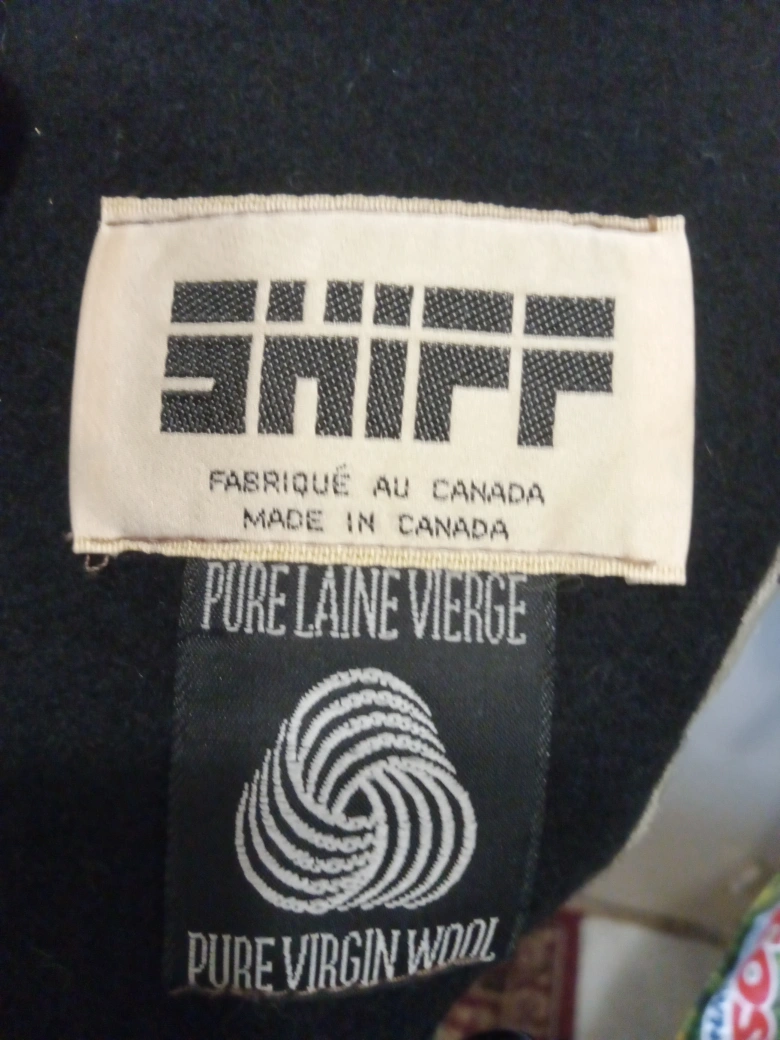 SHIFF
FABRIQUÉ AU CANADA
MADE IN CANADA
PURE LAINE VIERGE
PURE VIRGIN WOOL